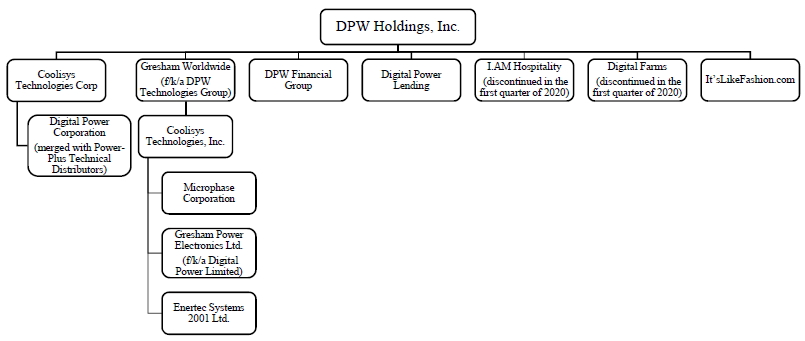 DPW Holdings, Inc.
Coolisys
Technologies Corp
Gresham Worldwide
(f/k/a DPW
Technologies Group)
DPW Financial
Group
Digital Power
Lending
I.AM Hospitality
(discontinued in the
first quarter of 2020)
Digital Farms
(discontinued in the
first quarter of 2020)
It'sLikeFashion.com
Digital Power
Corporation
(merged with Power-
Plus Technical
Distributors)
Coolisys
Technologies, Inc.
Microphase
Corporation
Gresham Power
Electronics Ltd.
(f/k/a Digital
Power Limited)
Enertec Systems
2001 Ltd.